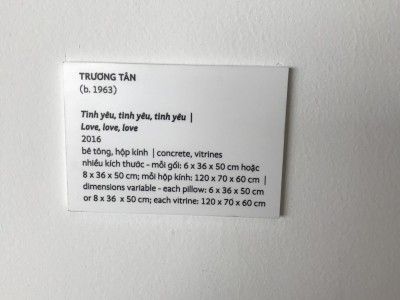 TRƯƠNG TÂN
(b. 1963)
Tình yêu, tình yêu, tình yêu |
Love, love, love
2016
bê tông, hộp kính | concrete, vitrines
nhiều kích thước - mỗi gối: 6 x 36 x 50 cm hoặc
8 x 36 x 50 cm; mỗi hộp kính: 120 x 70 x 60 cm |
dimensions variable - each pillow: 6 x 36 x 50 cm
or 8 x 36 x 50 cm; each vitrine: 120 x 70 x 60 cm